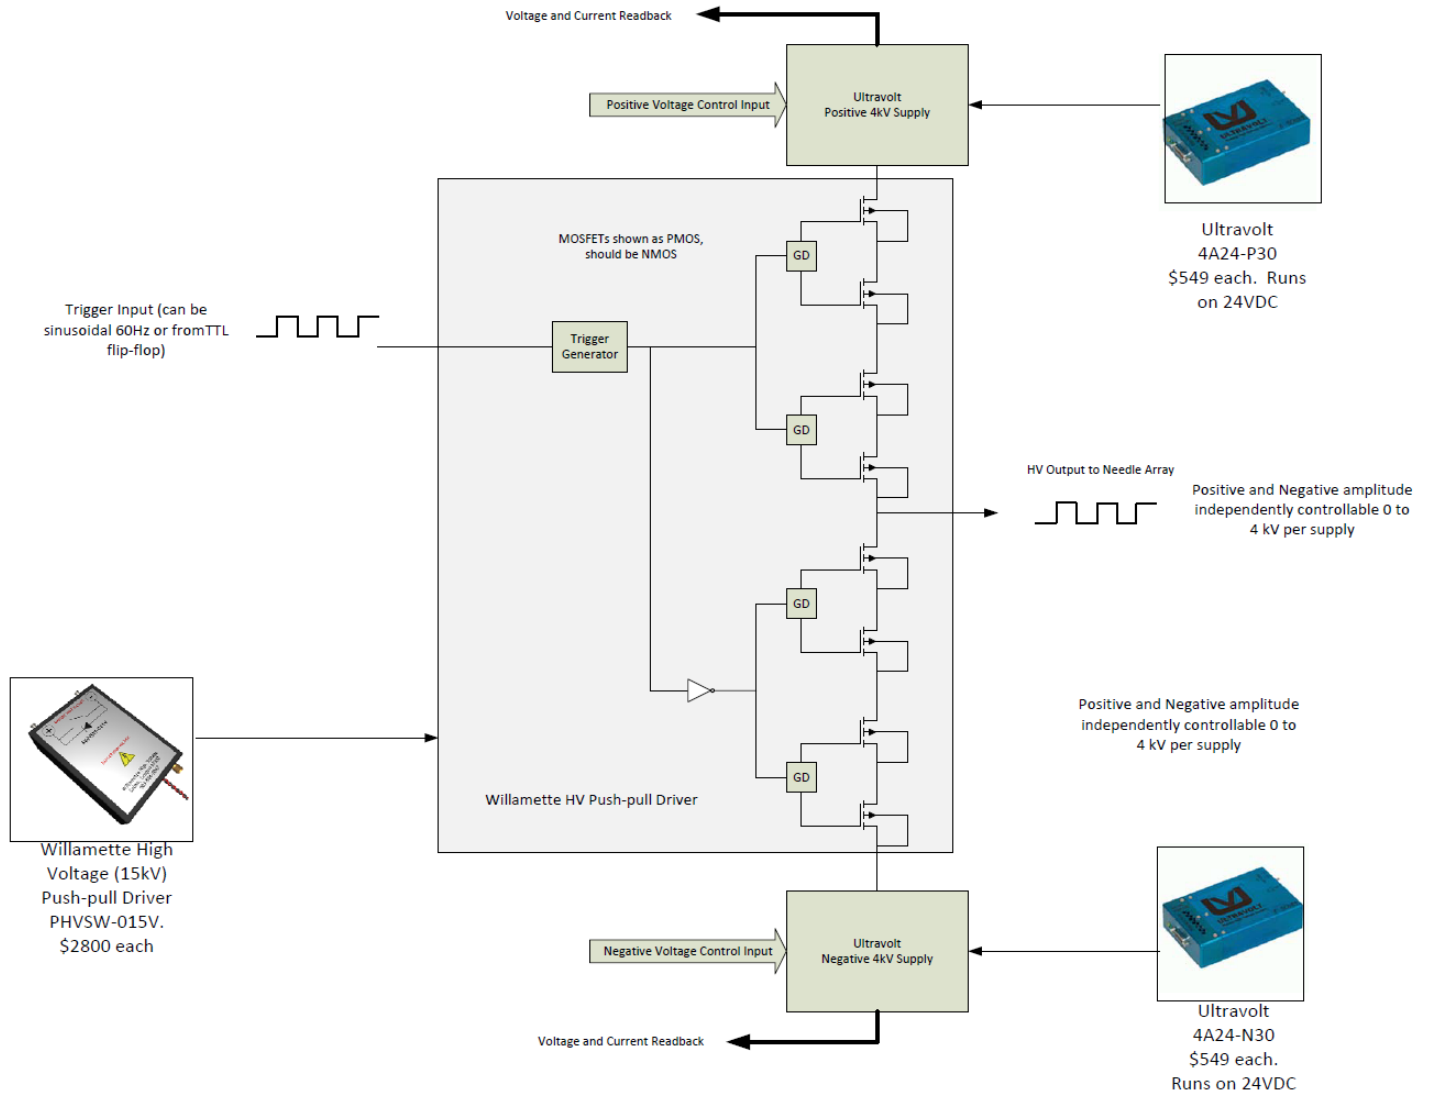 Voltage and Current Readback
Positive Voltage Control Input
Ultravolt
Positive 4kV Supply
ULTRAVOLT
Ultravolt
4A24-P30
$549 each.  Runs
on 24VDC
MOSFETs shown as PMOS,
should be NMOS
GD
Trigger Input (can be
sinusoidal 60Hz or fromTTL
flip-flop)
Trigger
Generator
GD
HV Output to Needle Array
Positive and Negative amplitude
independently controllable 0 to
4 kV per supply
GD
Positive and Negative amplitude
independently controllable 0 to
4 kV per supply
GD
Willamette HV Push-pull Driver
Willamette High
Voltage (15kV)
Push-pull Driver
PHVSW-015V.
$2800 each
Negative Voltage Control Input
Ultravolt
Negative 4kV Supply
ULTRAVOLT
Ultravolt
4A24-N30
$549 each.
Runs on 24VDC
Voltage and Current Readback